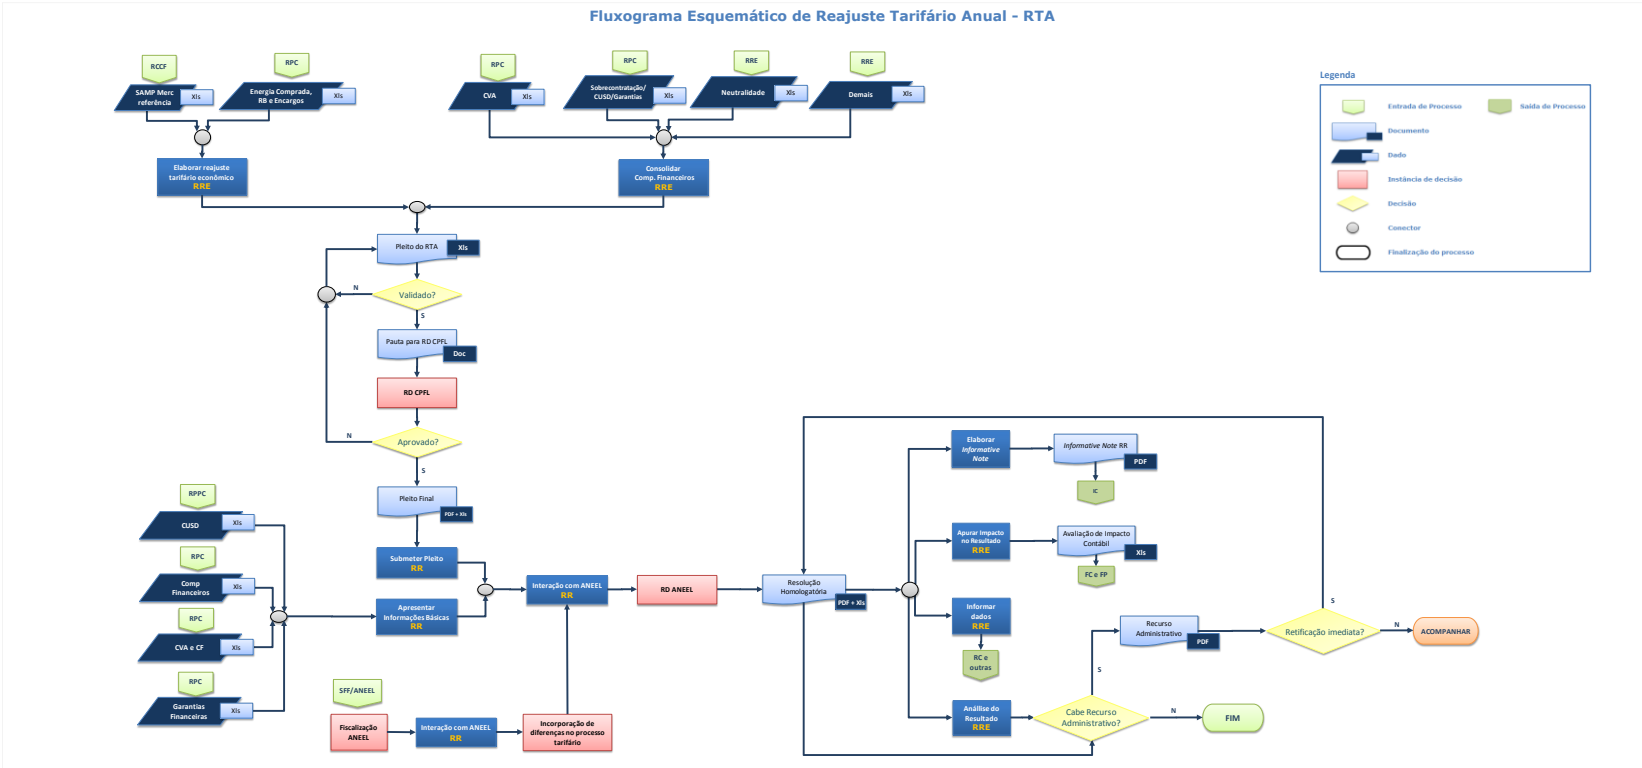 Fluxograma Esquemático de Reajuste Tarifário Anual - RTA
RCCF
RPC
RPC
RPC
RRE
RRE
SAMP Merc
referência
Xls
Energia Comprada,
RB e Encargos
Xls
CVA
Xls
Sobrecontratação/
CUSD/Garantias
Xls
Neutralidade
Xls
Demais
Xls
Elaborar reajuste
tarifário econômico
RRE
Consolidar
Comp. Financeiros
RRE
Legenda
Entrada de Processo
Saída de Processo
Documento
Dado
Instância de decisão
Decisão
Conector
Finalização do processo
Pleito do RTA
Xls
Validado?
N
S
Pauta para RD CPFL
Doc
RD CPFL
Aprovado?
N
S
Pleito Final
PDF + Xls
Submeter Pleito
RR
RPPC
CUSD
Xls
RPC
Comp
Financeiros
Xls
RPC
CVA e CF
Xls
RPC
Garantias
Financeiras
Xls
Apresentar
Informações Básicas
RR
Interação com ANEEL
RR
RD ANEEL
Resolução
Homologatória
PDF + Xls
SFF/ANEEL
Fiscalização
ANEEL
Interação com ANEEL
RR
Incorporação de
diferenças no processo
tarifário
Elaborar
Informative
Note
Informative Note RR
PDF
IC
Apurar Impacto
no Resultado
RRE
Avaliação de Impacto
Contábil
Xls
FC e FP
Informar
dados
RRE
RC e
outras
Análise do
Resultado
RRE
Cabe Recurso
Administrativo?
S
N
FIM
Recurso
Administrativo
PDF
Retificação imediata?
S
N
ACOMPANHAR